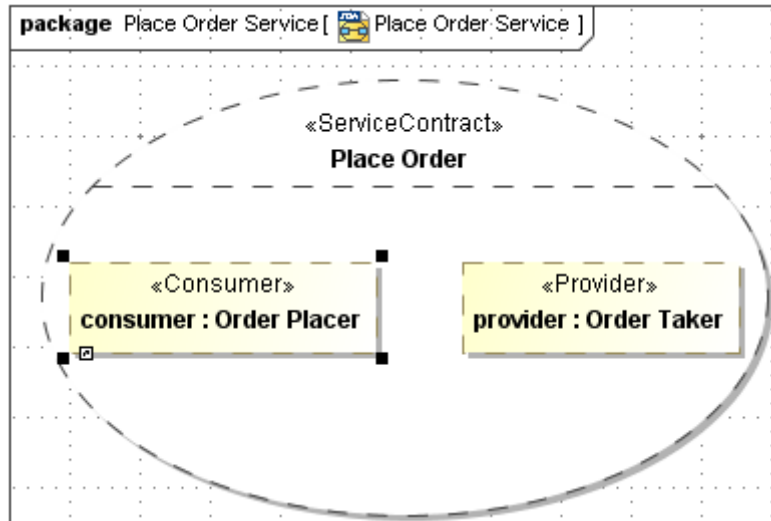 package Place Order Service [ Place Order Service ]
«ServiceContract»
Place Order
«Consumer»
consumer : Order Placer
«Provider»
provider : Order Taker